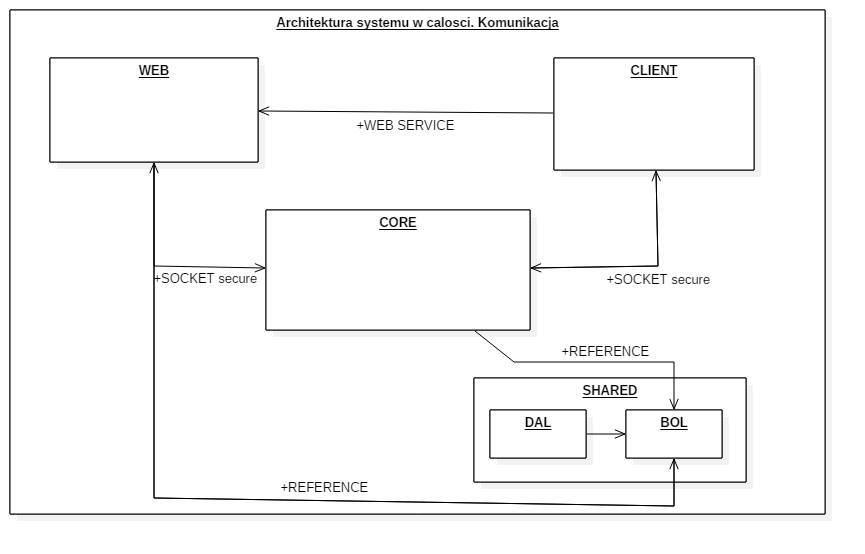 Architektura systemu w calosci. Komunikacja
WEB
CLIENT
+WEB SERVICE
CORE
+SOCKET secure
+SOCKET secure
+REFERENCE
SHARED
DAL
BOL
+REFERENCE